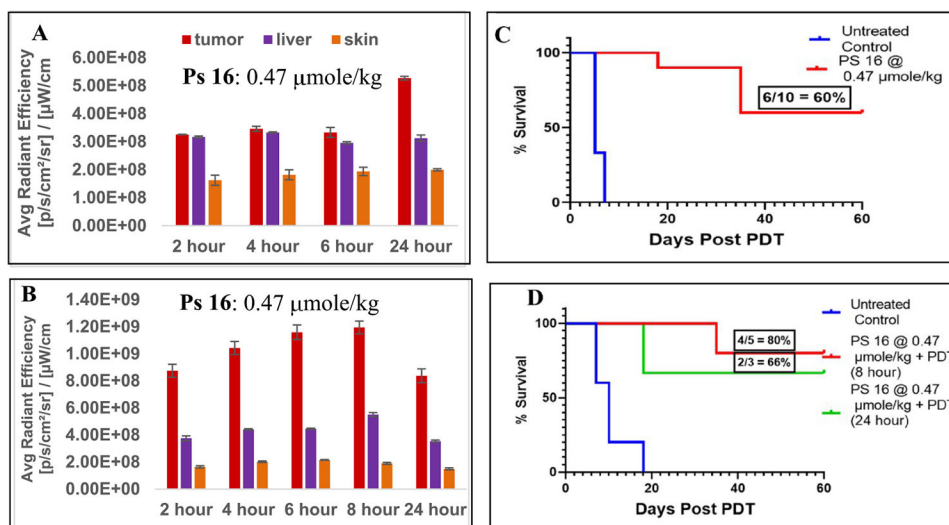 A
tumor liver skin
Ps 16: 0.47 μmole/kg
Avg Radiant Efficiency
[p/s/cm²/sr] / [μW/cm
6.00E+08
5.00E+08
4.00E+08
3.00E+08
2.00E+08
1.00E+08
0.00E+00
2 hour 4 hour 6 hour 24 hour
C
Untreated
Control
PS 16 @
0.47 µmole/kg
6/10 = 60%
% Survival
100
50
0
0 20 40 60
Days Post PDT
B
Ps 16: 0.47 μmole/kg
Avg Radiant Efficiency
[p/s/cm²/sr] / [μW/cm
1.40E+09
1.20E+09
1.00E+09
8.00E+08
6.00E+08
4.00E+08
2.00E+08
0.00E+00
2 hour 4 hour 6 hour 8 hour 24 hour
D
Untreated
Control
PS 16 @ 0.47
µmole/kg + PDT
(8 hour)
PS 16 @ 0.47
µmole/kg + PDT
(24 hour)
4/5 = 80%
2/3 = 66%
% Survival
100
50
0
0 20 40 60
Days Post PDT